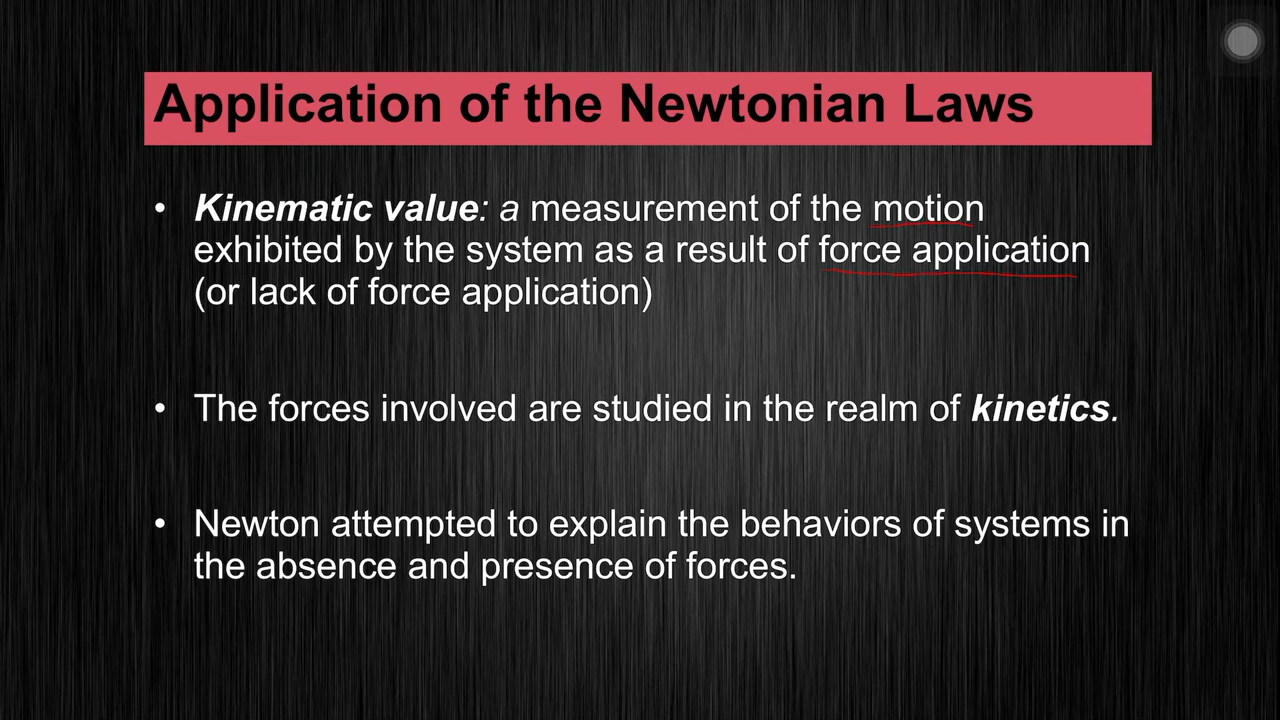 Application of the Newtonian Laws
• Kinematic value: a measurement of the motion
exhibited by the system as a result of force application
(or lack of force application)
• The forces involved are studied in the realm of kinetics.
• Newton attempted to explain the behaviors of systems in
the absence and presence of forces.